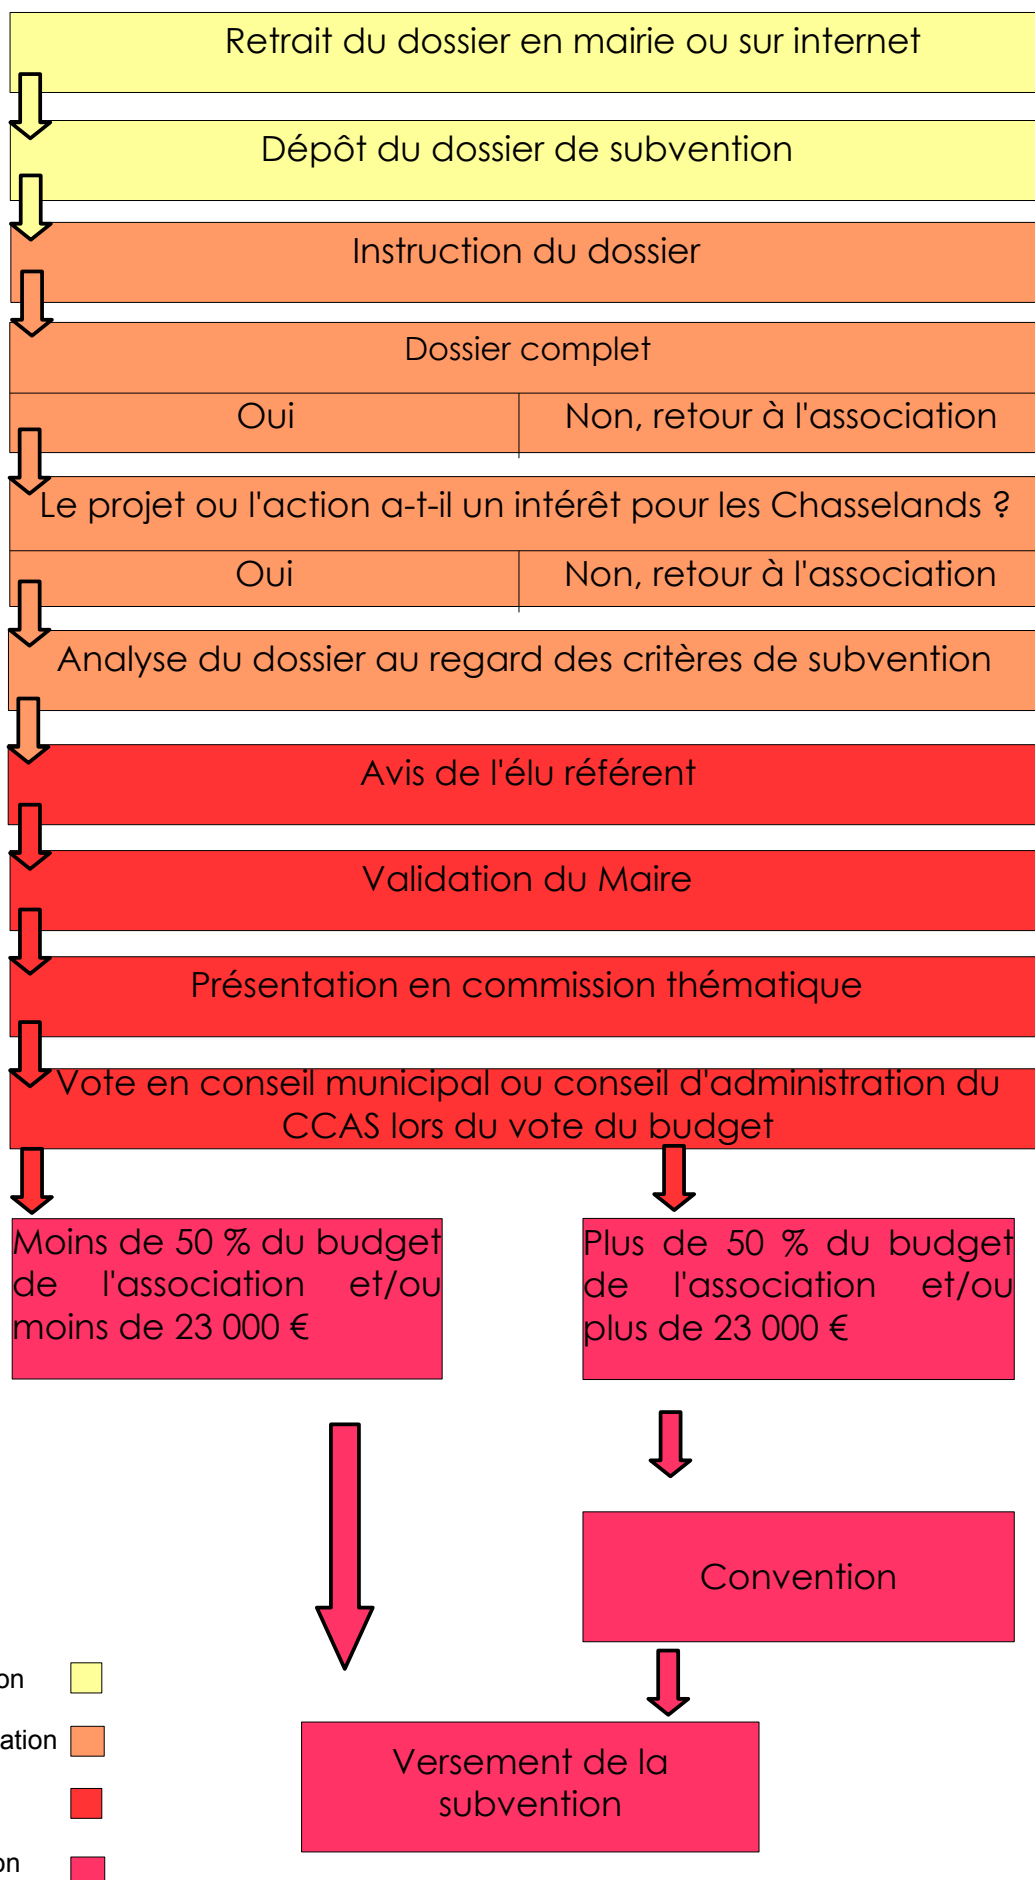 Retrait du dossier en mairie ou sur internet
Dépôt du dossier de subvention
Instruction du dossier
Dossier complet
Oui
Non, retour à l'association
Le projet ou l'action a-t-il un intérêt pour les Chasselands ?
Oui
Non, retour à l'association
Analyse du dossier au regard des critères de subvention
Avis de l'élu référent
Validation du Maire
Présentation en commission thématique
Vote en conseil municipal ou conseil d'administration du
CCAS lors du vote du budget
Moins de 50 % du budget
de l'association et/ou
moins de 23 000 €
Plus de 50 % du budget
de l'association et/ou
plus de 23 000 €
Convention
Versement de la
subvention